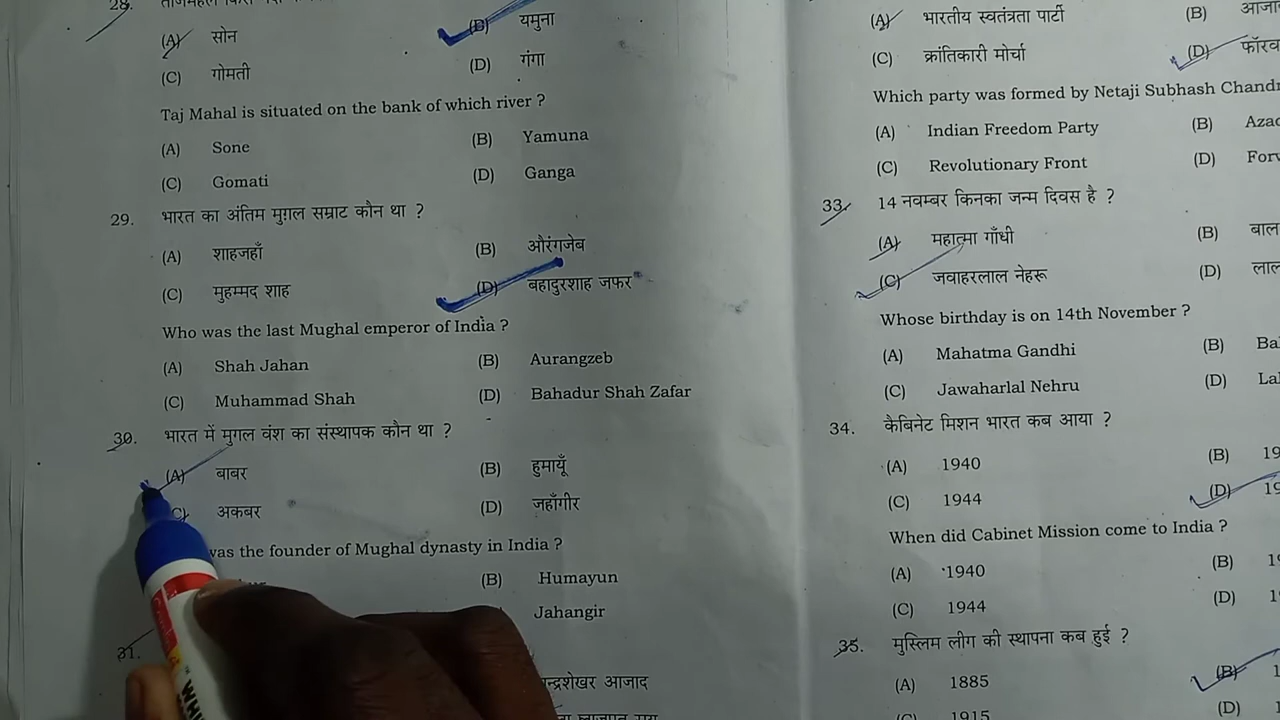 28.
(A) सोन (B) यमुना
(C) गोमती (D) गंगा
Taj Mahal is situated on the bank of which river ?
(A) Sone (B) Yamuna
(C) Gomati (D) Ganga
29. भारत का अंतिम मुग़ल सम्राट कौन था ?
(A) शाहजहाँ (B) औरंगजेब
(C) मुहम्मद शाह (D) बहादुरशाह जफर
Who was the last Mughal emperor of India ?
(A) Shah Jahan (B) Aurangzeb
(C) Muhammad Shah (D) Bahadur Shah Zafar
30. भारत में मुगल वंश का संस्थापक कौन था ?
(A) बाबर (B) हुमायूँ
(C) अकबर (D) जहाँगीर
was the founder of Mughal dynasty in India ?
(B) Humayun
Jahangir
31.
आजाद
(A) भारतीय स्वतंत्रता पार्टी (B)
(C) क्रांतिकारी मोर्चा (D)
Which party was formed by Netaji Subhash
(A) Indian Freedom Party (B)
(C) Revolutionary Front (D)
33. 14 नवम्बर किनका जन्म दिवस है ?
(A) महात्मा गाँधी (B) बाल
(C) जवाहरलाल नेहरू (D)
Whose birthday is on 14th November ?
(A) Mahatma Gandhi (B)
(C) Jawaharlal Nehru (D)
34. कैबिनेट मिशन भारत कब आया ?
(A) 1940 (B)
(C) 1944 (D)
When did Cabinet Mission come to India ?
(A) 1940 (B)
(C) 1944 (D)
35. मुस्लिम लीग की स्थापना कब हुई ?
(A) 1885 (B)
1915 (D)